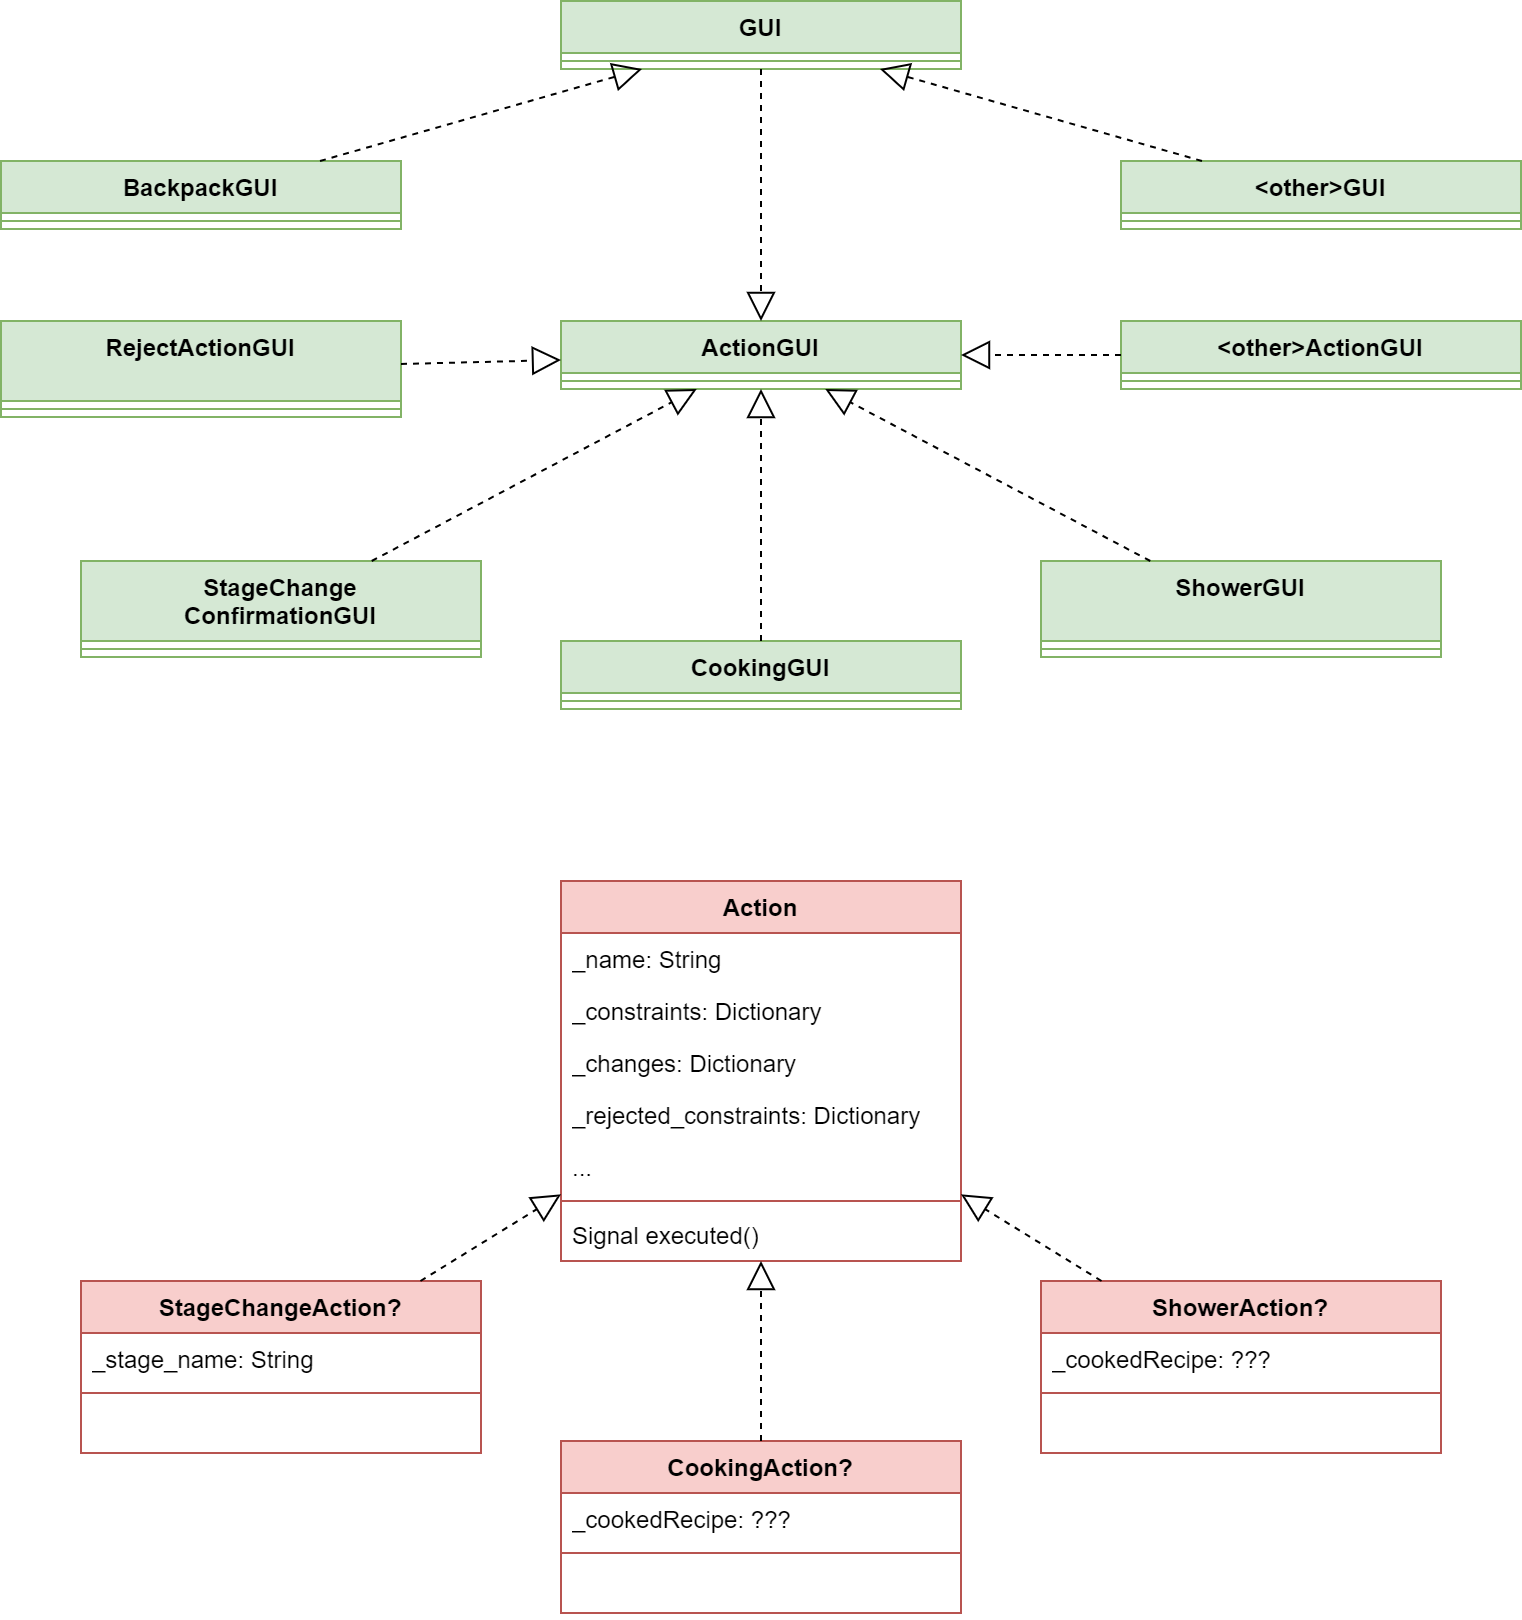 GUI
BackpackGUI
<other>GUI
RejectActionGUI
ActionGUI
<other>ActionGUI
StageChange
ConfirmationGUI
ShowerGUI
CookingGUI
Action
_name: String
_constraints: Dictionary
_changes: Dictionary
_rejected_constraints: Dictionary
...
Signal executed()
StageChangeAction?
_stage_name: String
ShowerAction?
_cookedRecipe: ???
CookingAction?
_cookedRecipe: ???